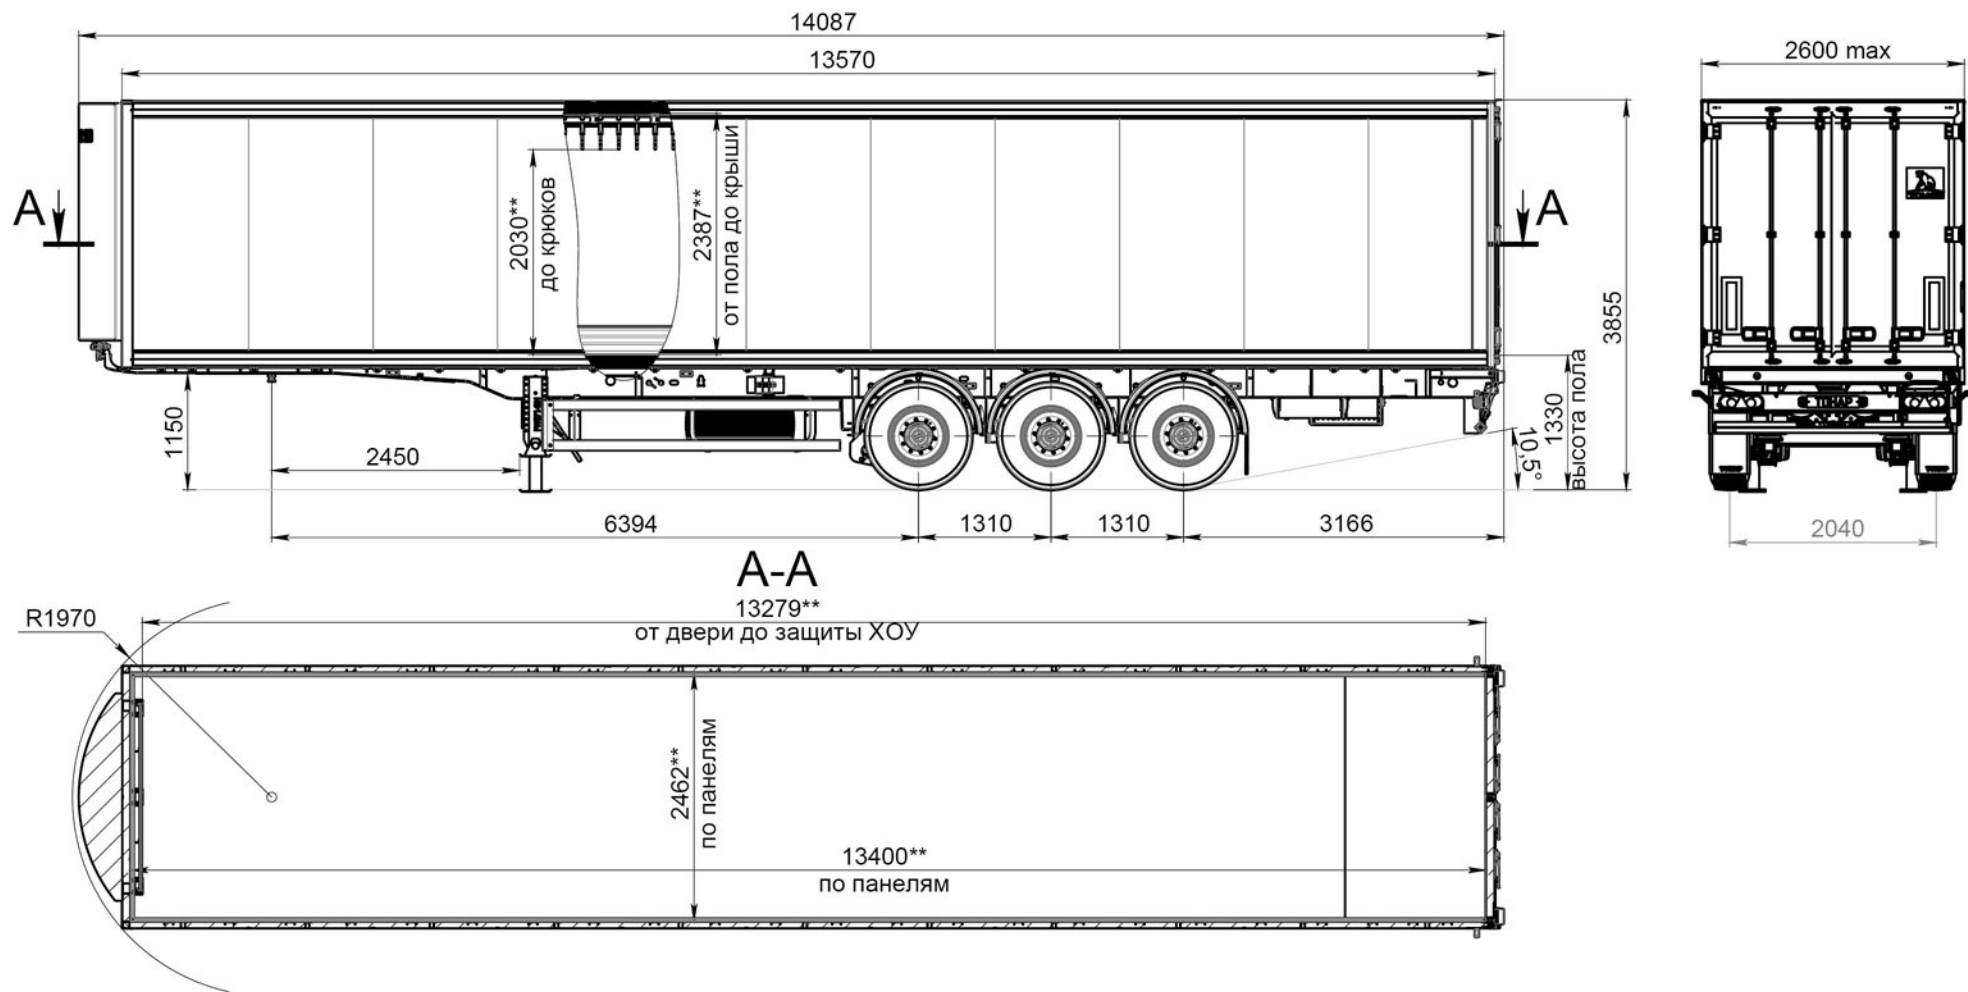 14087
13570
2600 max
A
A
2030**
до крюков
2387**
от пола до крыши
3855
1330
высота пола
10,5°
1150
2450
6394
1310
1310
3166
ТОНАР
2040
A-A
R1970
13279**
от двери до защиты ХОУ
2462**
по панелям
13400**
по панелям